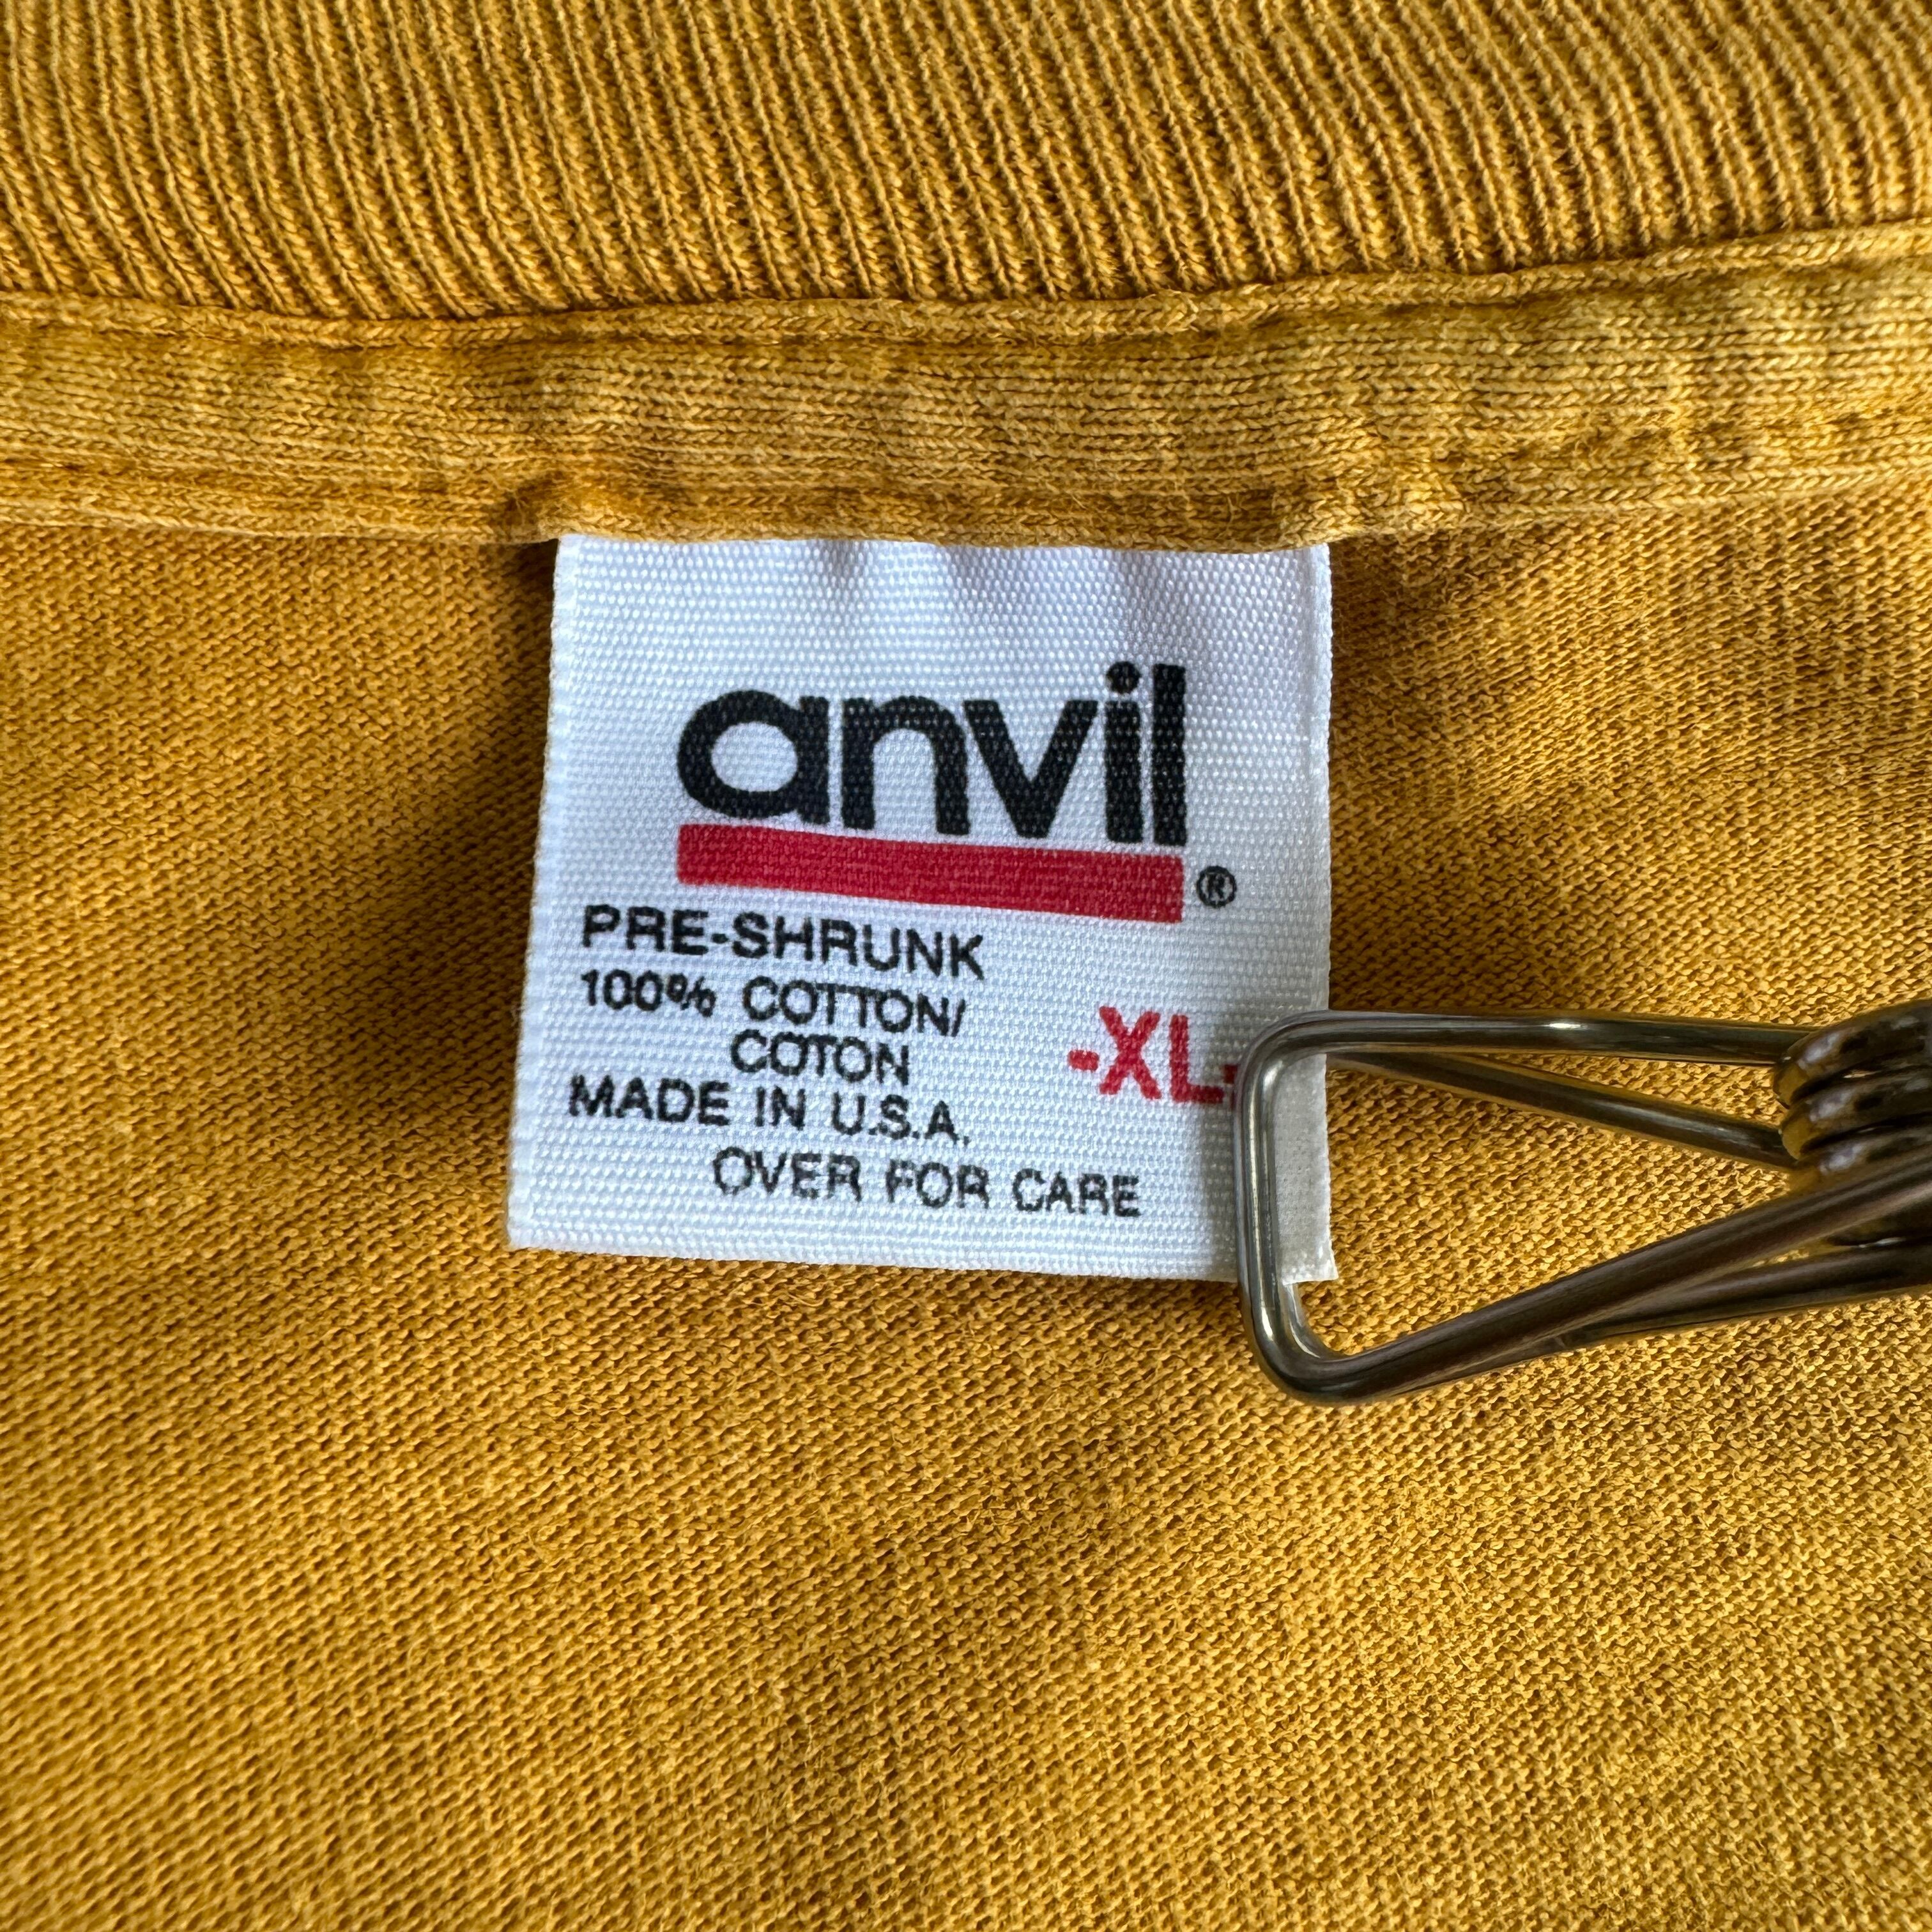 anvil
®
PRE-SHRUNK
100% COTTON/
COTON
-XL-
MADE IN U.S.A.
OVER FOR CARE